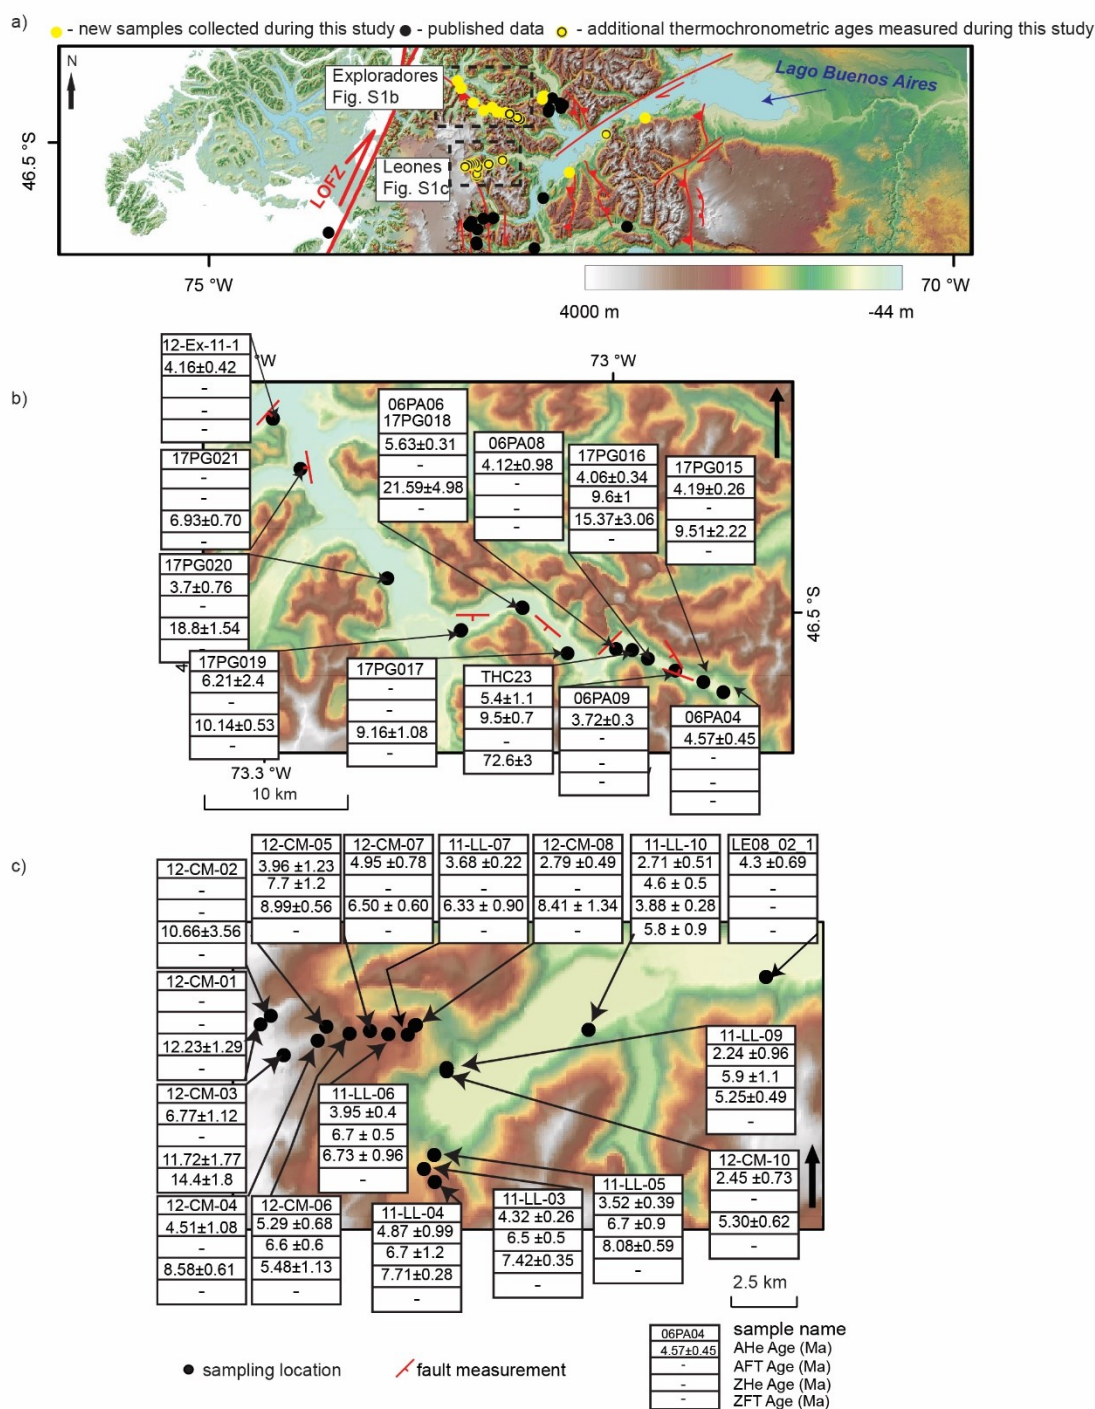 a)
- new samples collected during this study
- published data
- additional thermochronometric ages measured during this study
N
Exploradores
Fig. S1b
Lago Buenos Aires
46.5 °S
LOFZ
Leones
Fig. S1c
75 °W
70 °W
4000 m
-44 m
b)
12-Ex-11-1
4.16±0.42
-
-
-
°W
73 °W
17PG021
-
-
6.93±0.70
-
06PA06
17PG018
5.63±0.31
-
21.59±4.98
-
06PA08
4.12±0.98
-
-
-
17PG016
4.06±0.34
9.6±1
15.37±3.06
-
17PG015
4.19±0.26
-
9.51±2.22
-
17PG020
3.7±0.76
-
18.8±1.54
-
46.5 °S
4
17PG019
6.21±2.4
-
10.14±0.53
-
17PG017
-
-
9.16±1.08
-
THC23
5.4±1.1
9.5±0.7
-
72.6±3
06PA09
3.72±0.3
-
-
-
06PA04
4.57±0.45
-
-
-
73.3 °W
10 km
c)
12-CM-02
-
-
10.66±3.56
-
12-CM-05
3.96 ±1.23
7.7 ±1.2
8.99±0.56
-
12-CM-07
4.95 ±0.78
-
6.50 ± 0.60
-
11-LL-07
3.68 ±0.22
-
6.33 ± 0.90
-
12-CM-08
2.79 ±0.49
-
8.41 ± 1.34
-
11-LL-10
2.71 ±0.51
4.6 ± 0.5
3.88 ± 0.28
5.8 ± 0.9
LE08_02_1
4.3 ±0.69
-
-
-
12-CM-01
-
-
12.23±1.29
-
12-CM-03
6.77±1.12
-
11.72±1.77
14.4±1.8
11-LL-06
3.95 ±0.4
6.7 ± 0.5
6.73 ± 0.96
-
11-LL-09
2.24 ±0.96
5.9 ±1.1
5.25±0.49
-
12-CM-04
4.51±1.08
-
8.58±0.61
-
12-CM-06
5.29 ±0.68
6.6 ±0.6
5.48±1.13
-
11-LL-04
4.87 ±0.99
6.7 ±1.2
7.71±0.28
-
11-LL-03
4.32 ±0.26
6.5 ±0.5
7.42±0.35
-
11-LL-05
3.52 ±0.39
6.7 ±0.9
8.08±0.59
-
12-CM-10
2.45 ±0.73
-
5.30±0.62
-
2.5 km
sampling location
fault measurement
06PA04
4.57±0.45
-
-
-
sample name
AHe Age (Ma)
AFT Age (Ma)
ZHe Age (Ma)
ZFT Age (Ma)